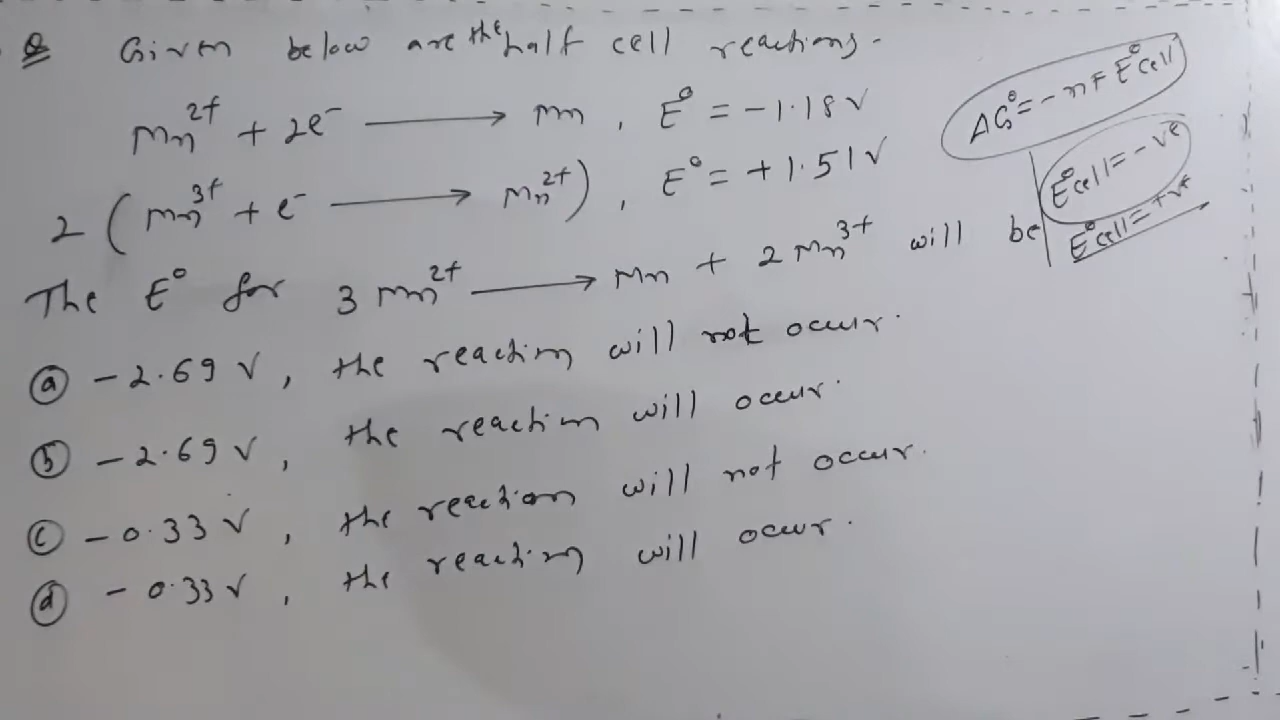 Q Given below are the half cell reactions.
Mn²⁺ + 2e⁻ ⟶ Mn , E° = -1.18 V
2 ( Mn³⁺ + e⁻ ⟶ Mn²⁺ ) , E° = +1.51 V
The E° for 3 Mn²⁺ ⟶ Mn + 2 Mn³⁺ will be
ⓐ -2.69 V , the reaction will not occur.
ⓑ -2.69 V , the reaction will occur.
ⓒ -0.33 V , the reaction will not occur.
ⓓ -0.33 V , the reaction will occur.
ΔG° = -nFE°cell
E°cell = -ve
E°cell = +ve